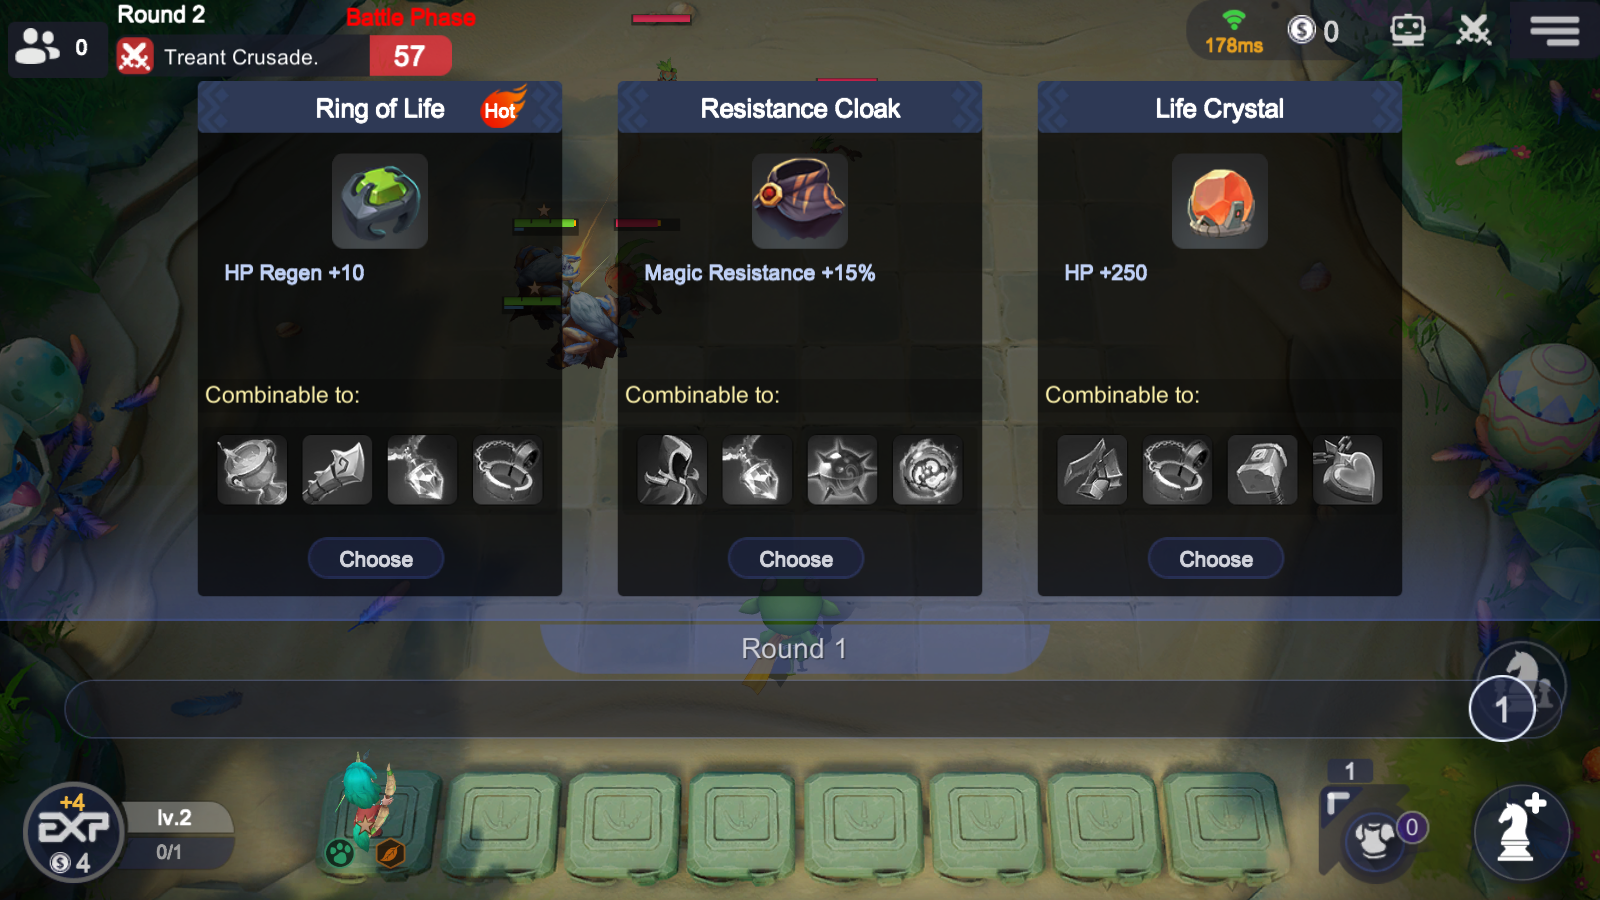 Round 2
Battle Phase
0
Treant Crusade.
57
178ms
0
Ring of Life
Hot
HP Regen +10
Combinable to:
Choose
Resistance Cloak
Magic Resistance +15%
Combinable to:
Choose
Life Crystal
HP +250
Combinable to:
Choose
Round 1
1
+4
EXP
4
lv.2
0/1
1
0